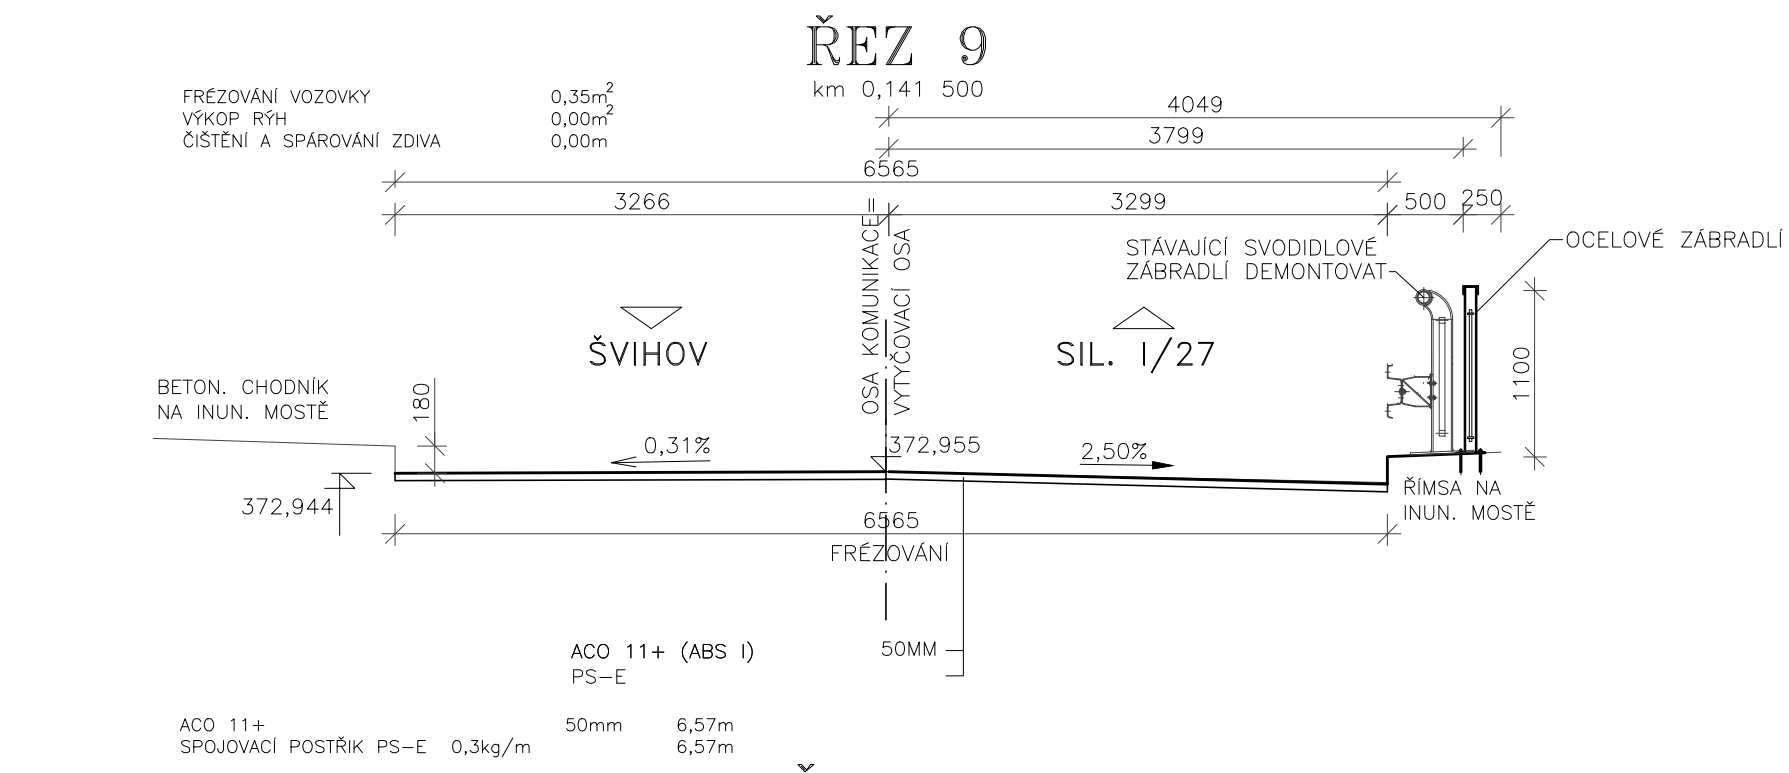 ŘEZ 9
km 0,141 500
FRÉZOVÁNÍ VOZOVKY 0,35m²
VÝKOP RÝH 0,00m²
ČIŠTĚNÍ A SPÁROVÁNÍ ZDIVA 0,00m
4049
3799
6565
3266 3299 500 250
OSA KOMUNIKACE=
VYTYČOVACÍ OSA
STÁVAJÍCÍ SVODIDLOVÉ
ZÁBRADLÍ DEMONTOVAT
OCELOVÉ ZÁBRADLÍ
ŠVIHOV
SIL. I/27
1100
BETON. CHODNÍK
NA INUN. MOSTĚ
180
0,31%
372,955
2,50%
372,944
ŘÍMSA NA
INUN. MOSTĚ
6565
FRÉZOVÁNÍ
ACO 11+ (ABS I) 50MM
PS-E
ACO 11+ 50mm 6,57m
SPOJOVACÍ POSTŘIK PS-E 0,3kg/m 6,57m